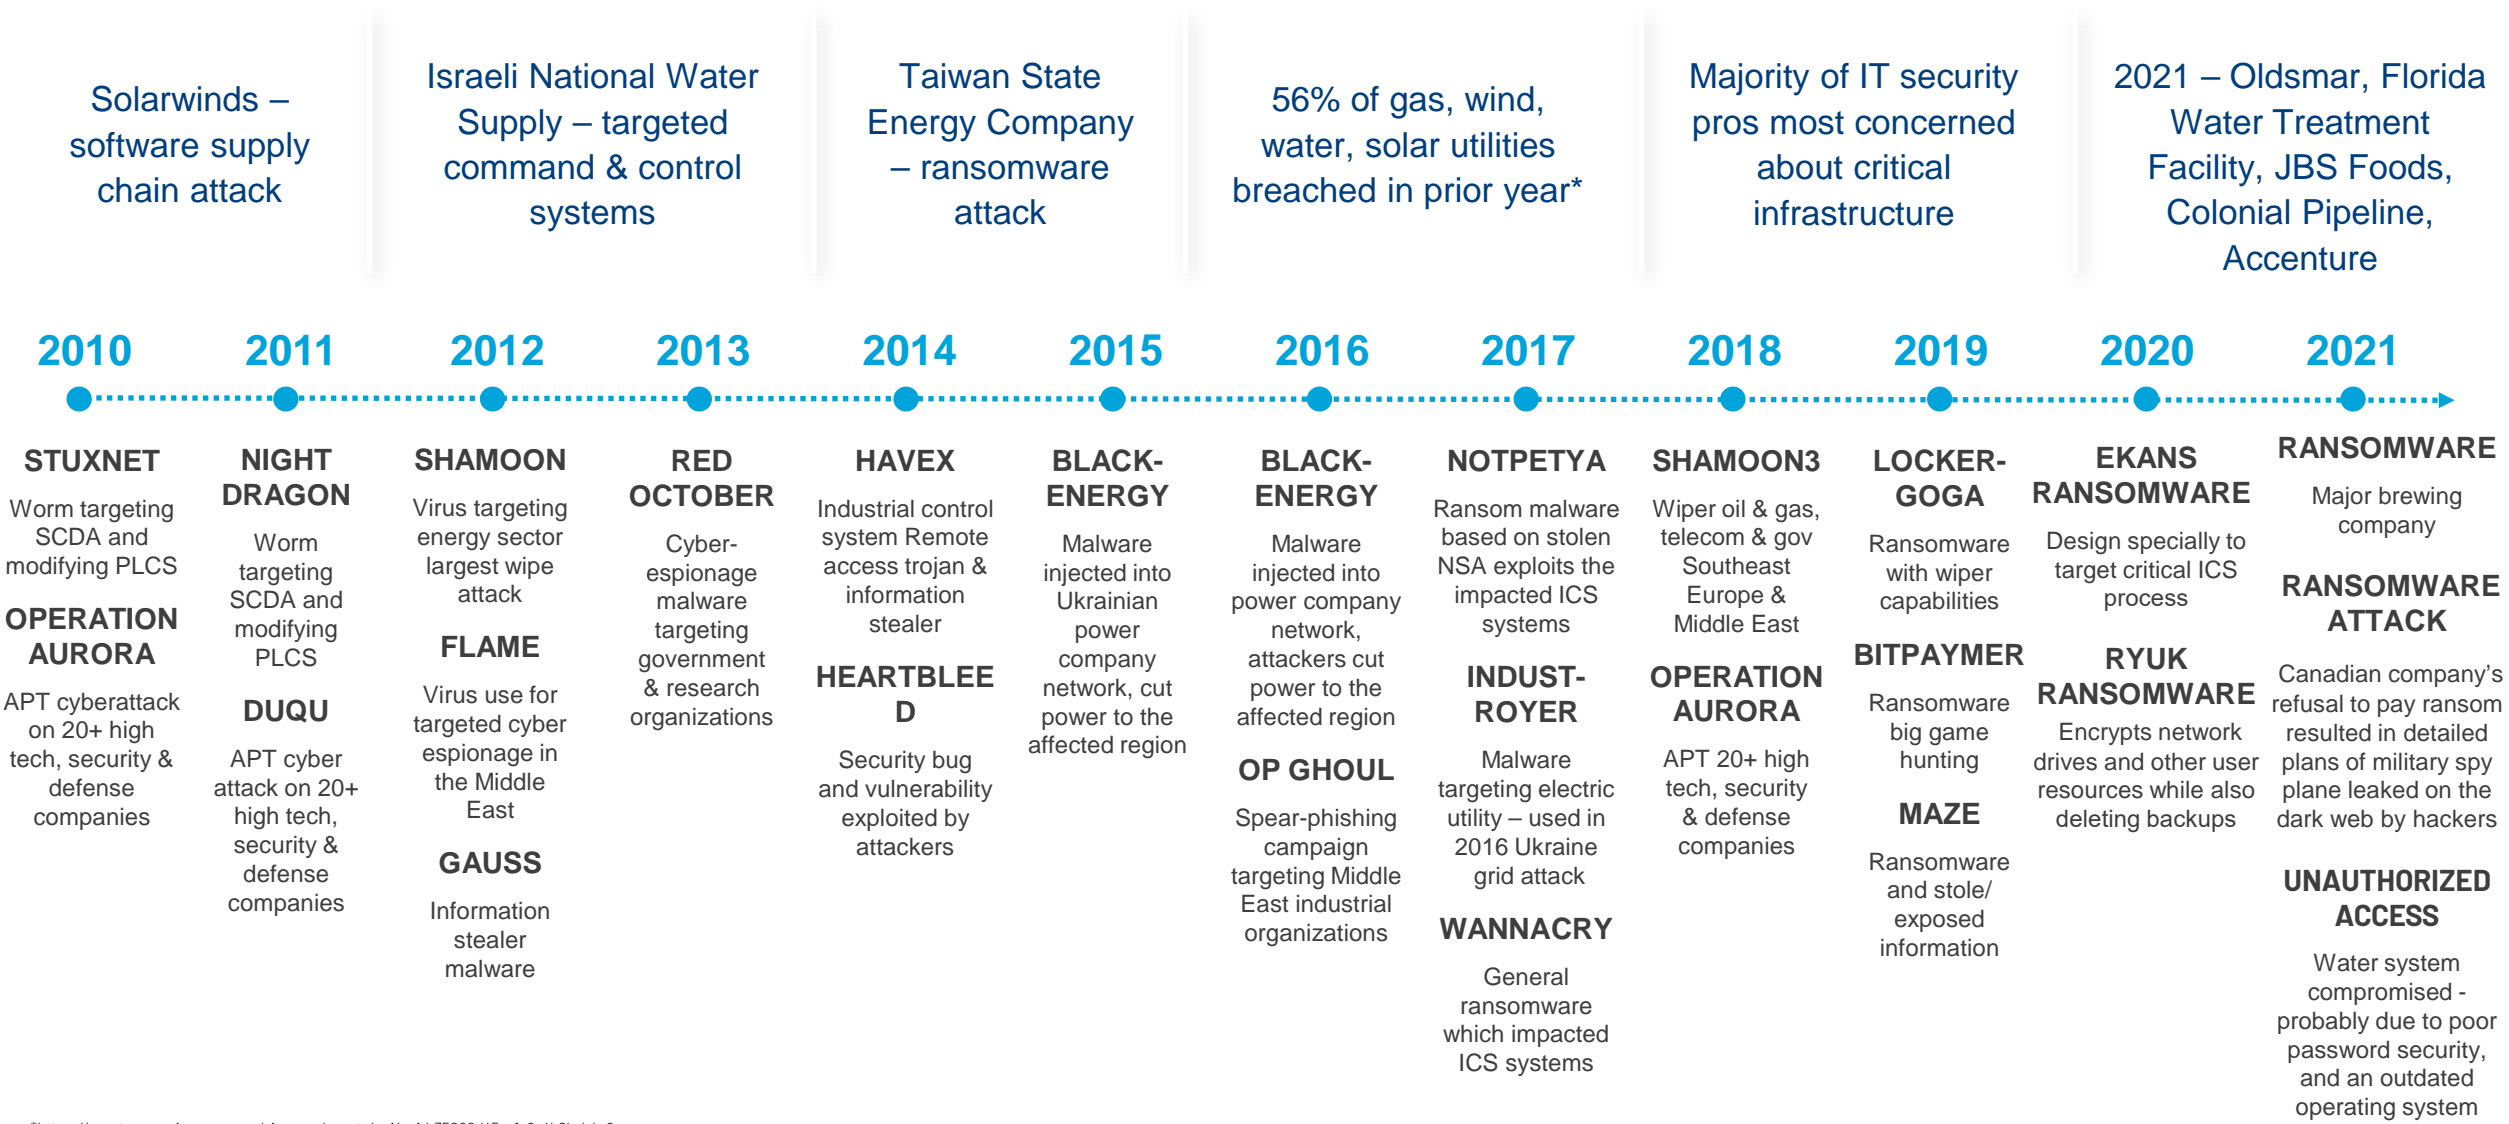 Solarwinds –
software supply
chain attack
Israeli National Water
Supply – targeted
command & control
systems
Taiwan State
Energy Company
– ransomware
attack
56% of gas, wind,
water, solar utilities
breached in prior year*
Majority of IT security
pros most concerned
about critical
infrastructure
2021 – Oldsmar, Florida
Water Treatment
Facility, JBS Foods,
Colonial Pipeline,
Accenture
2010
STUXNET
Worm targeting
SCDA and
modifying PLCS
OPERATION
AURORA
APT cyberattack
on 20+ high
tech, security &
defense
companies
2011
NIGHT
DRAGON
Worm
targeting
SCDA and
modifying
PLCS
DUQU
APT cyber
attack on 20+
high tech,
security &
defense
companies
2012
SHAMOON
Virus targeting
energy sector
largest wipe
attack
FLAME
Virus use for
targeted cyber
espionage in
the Middle
East
GAUSS
Information
stealer
malware
2013
RED
OCTOBER
Cyber-
espionage
malware
targeting
government
& research
organizations
2014
HAVEX
Industrial control
system Remote
access trojan &
information
stealer
HEARTBLEE
D
Security bug
and vulnerability
exploited by
attackers
2015
BLACK-
ENERGY
Malware
injected into
Ukrainian
power
company
network, cut
power to the
affected region
2016
BLACK-
ENERGY
Malware
injected into
power company
network,
attackers cut
power to the
affected region
OP GHOUL
Spear-phishing
campaign
targeting Middle
East industrial
organizations
2017
NOTPETYA
Ransom malware
based on stolen
NSA exploits the
impacted ICS
systems
INDUST-
ROYER
Malware
targeting electric
utility – used in
2016 Ukraine
grid attack
WANNACRY
General
ransomware
which impacted
ICS systems
2018
SHAMOON3
Wiper oil & gas,
telecom & gov
Southeast
Europe &
Middle East
OPERATION
AURORA
APT 20+ high
tech, security
& defense
companies
2019
LOCKER-
GOGA
Ransomware
with wiper
capabilities
BITPAYMER
Ransomware
big game
hunting
MAZE
Ransomware
and stole/
exposed
information
2020
EKANS
RANSOMWARE
Design specially to
target critical ICS
process
RYUK
RANSOMWARE
Encrypts network
drives and other user
resources while also
deleting backups
2021
RANSOMWARE
Major brewing
company
RANSOMWARE
ATTACK
Canadian company's
refusal to pay ransom
resulted in detailed
plans of military spy
plane leaked on the
dark web by hackers
UNAUTHORIZED
ACCESS
Water system
compromised -
probably due to poor
password security,
and an outdated
operating system